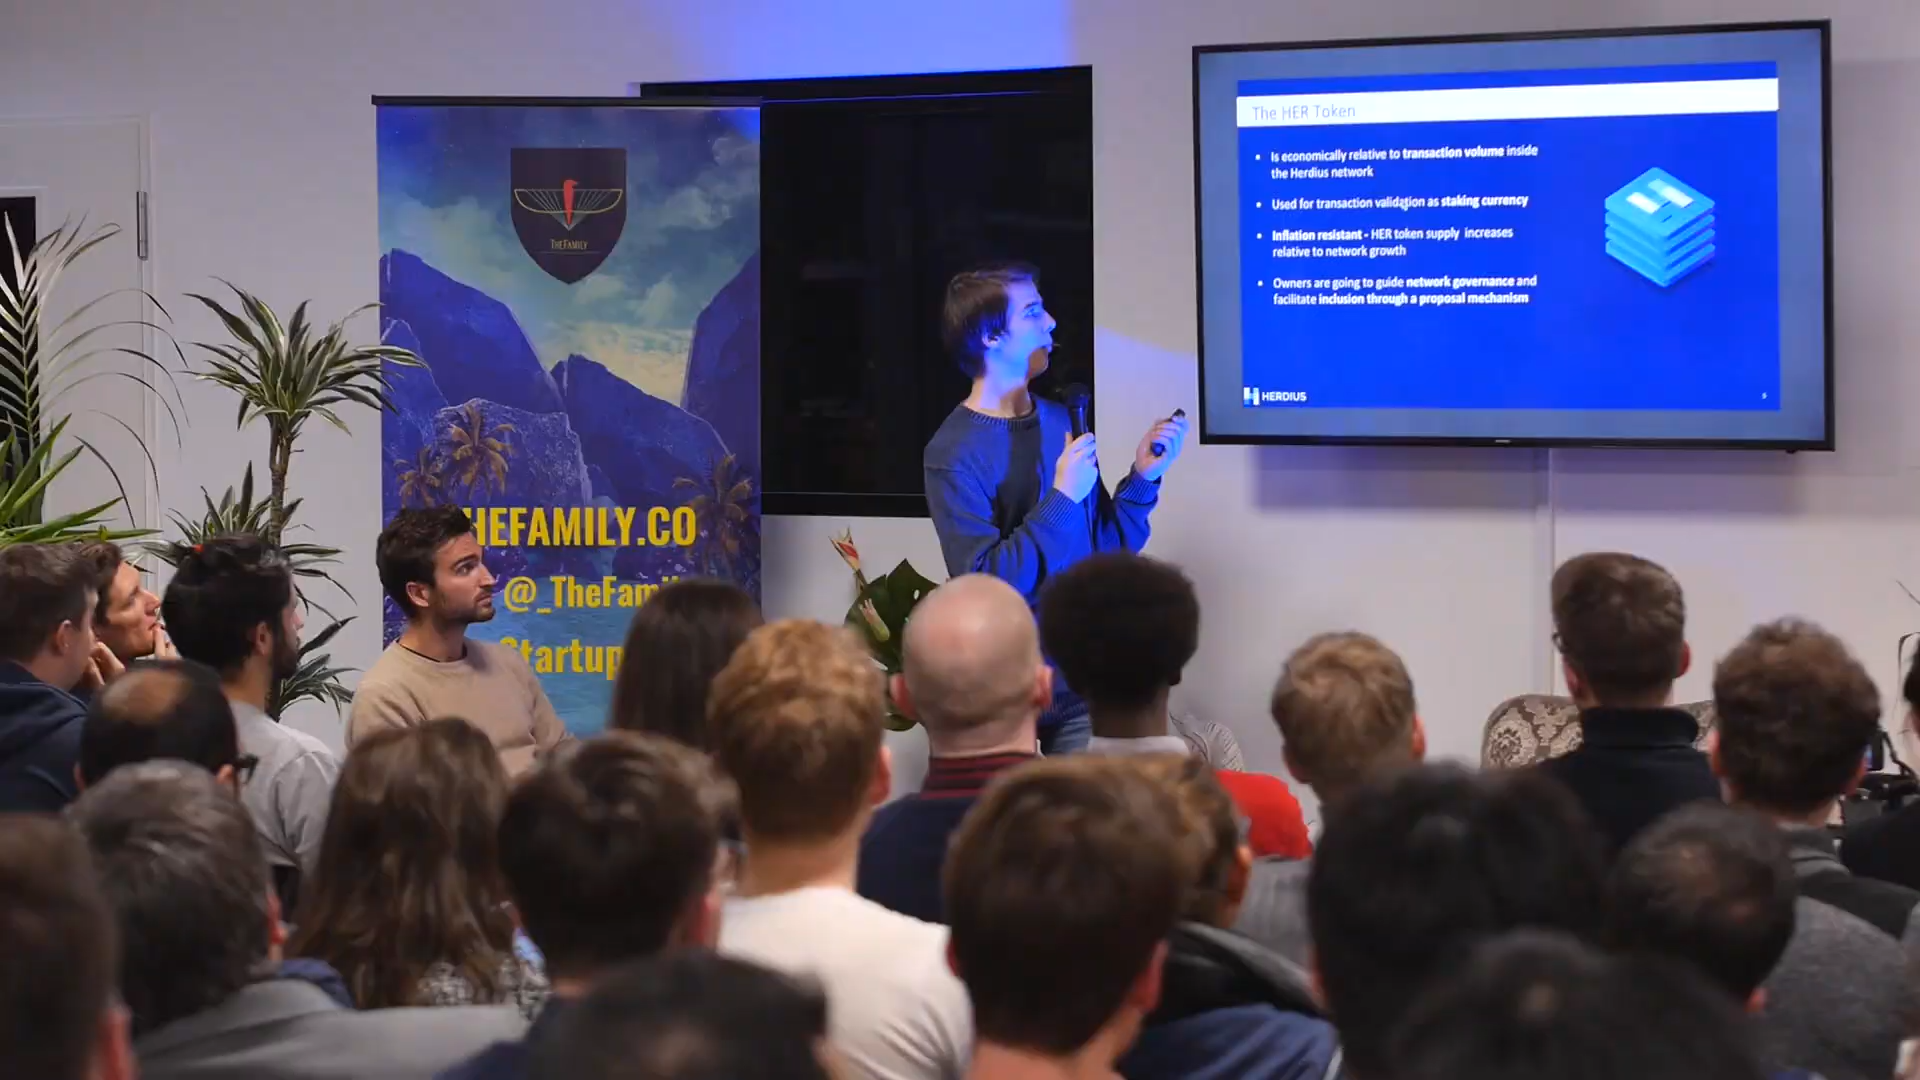 THEFAMILY
HEFAMILY.CO
@_TheFami
Startup
The HER Token
• Is economically relative to transaction volume inside
the Herdius network
• Used for transaction validation as staking currency
• Inflation resistant - HER token supply increases
relative to network growth
• Owners are going to guide network governance and
facilitate inclusion through a proposal mechanism
HERDIUS